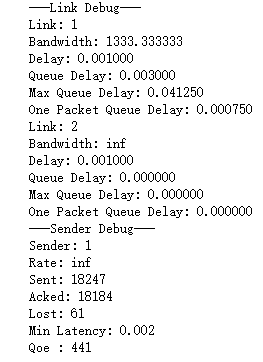 ---Link Debug---
Link: 1
Bandwidth: 1333.333333
Delay: 0.001000
Queue Delay: 0.003000
Max Queue Delay: 0.041250
One Packet Queue Delay: 0.000750
Link: 2
Bandwidth: inf
Delay: 0.001000
Queue Delay: 0.000000
Max Queue Delay: 0.000000
One Packet Queue Delay: 0.000000
---Sender Debug---
Sender: 1
Rate: inf
Sent: 18247
Acked: 18184
Lost: 61
Min Latency: 0.002
Qoe : 441